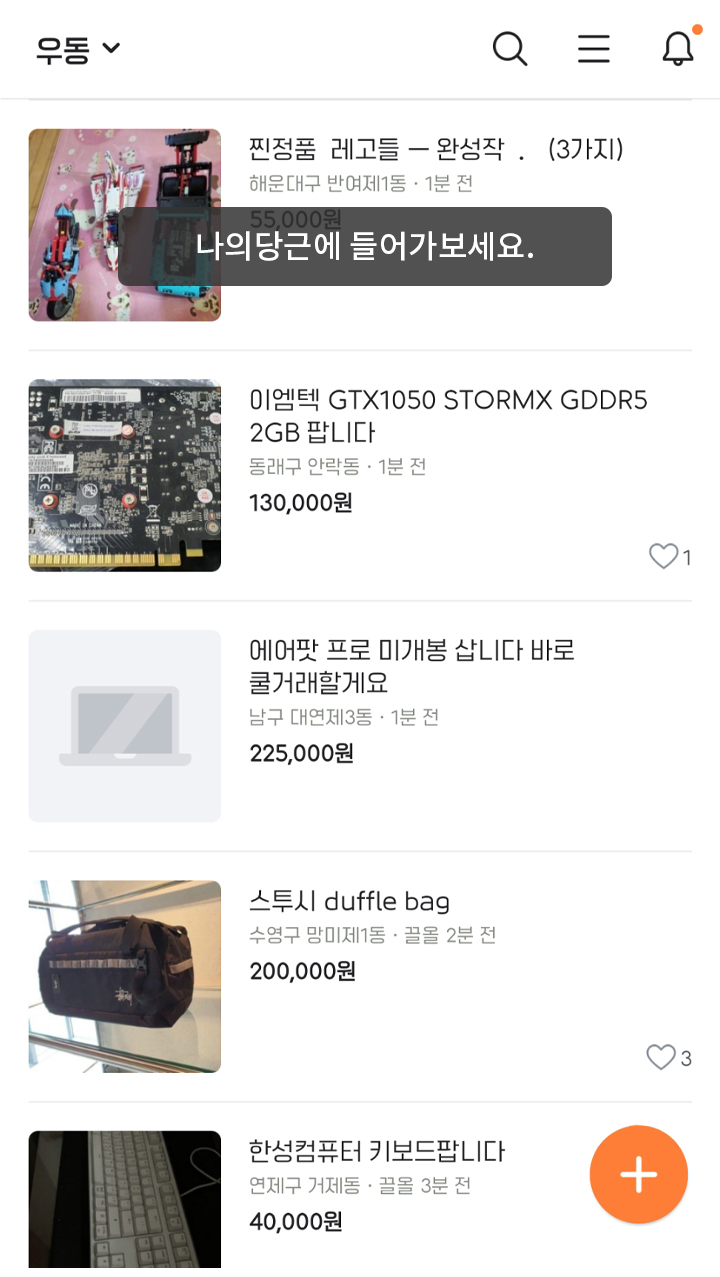 우동
찐정품 레고들 — 완성작 . (3가지)
해운대구 반여제1동 · 1분 전
55,000원
나의당근에 들어가보세요.
이엠텍 GTX1050 STORMX GDDR5
2GB 팝니다
동래구 안락동 · 1분 전
130,000원
1
에어팟 프로 미개봉 삽니다 바로
쿨거래할게요
남구 대연제3동 · 1분 전
225,000원
스투시 duffle bag
수영구 망미제1동 · 끌올 2분 전
200,000원
3
한성컴퓨터 키보드팝니다
연제구 거제동 · 끌올 3분 전
40,000원